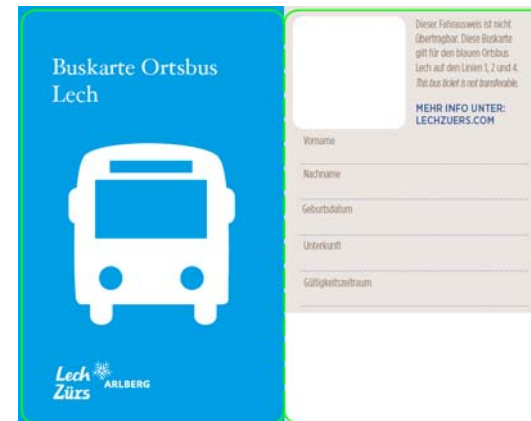 Buskarte Ortsbus
Lech
Lech
Zürs
ARLBERG
Dieser Fahrausweis ist nicht
übertragbar. Diese Buskarte
gilt für den blauen Ortsbus
Lech auf den Linien 1, 2 und 4.
This bus ticket is not transferable.
MEHR INFO UNTER:
LECHZUERS.COM
Vorname
Nachname
Geburtsdatum
Unterkunft
Gültigkeitszeitraum